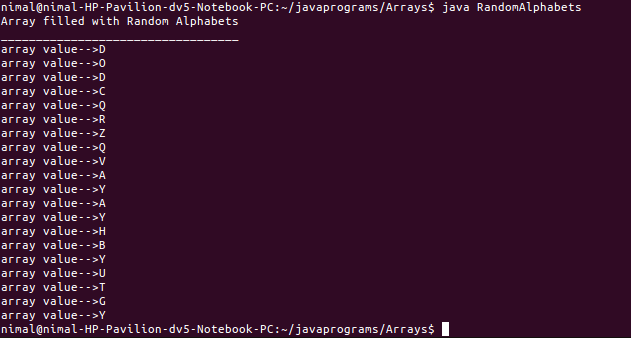 nimal@nimal-HP-Pavilion-dv5-Notebook-PC:~/javaprograms/Arrays$ java RandomAlphabets
Array filled with Random Alphabets
__________________________________
array value-->D
array value-->O
array value-->D
array value-->C
array value-->Q
array value-->R
array value-->Z
array value-->Q
array value-->V
array value-->A
array value-->Y
array value-->A
array value-->Y
array value-->H
array value-->B
array value-->Y
array value-->U
array value-->T
array value-->G
array value-->Y
nimal@nimal-HP-Pavilion-dv5-Notebook-PC:~/javaprograms/Arrays$